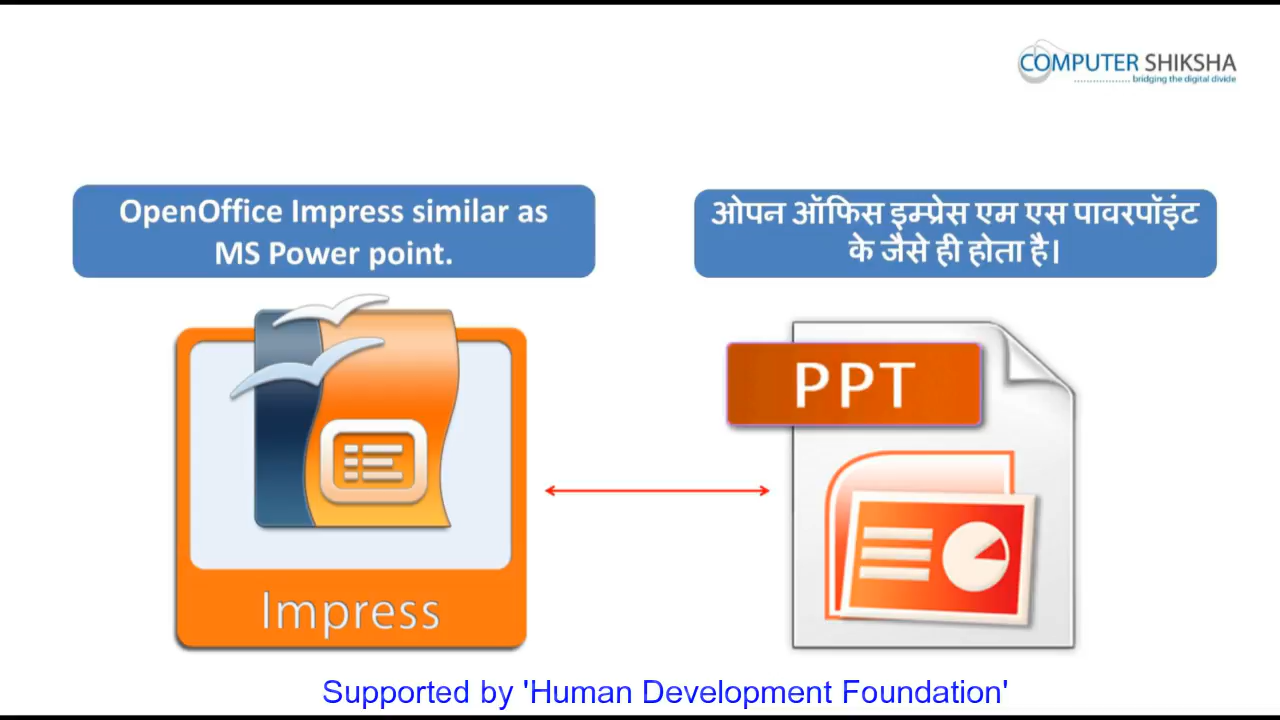 COMPUTER SHIKSHA
bridging the digital divide
OpenOffice Impress similar as
MS Power point.
ओपन ऑफिस इम्प्रेस एम एस पावरपॉइंट
के जैसे ही होता है।
PPT
Impress
Supported by 'Human Development Foundation'